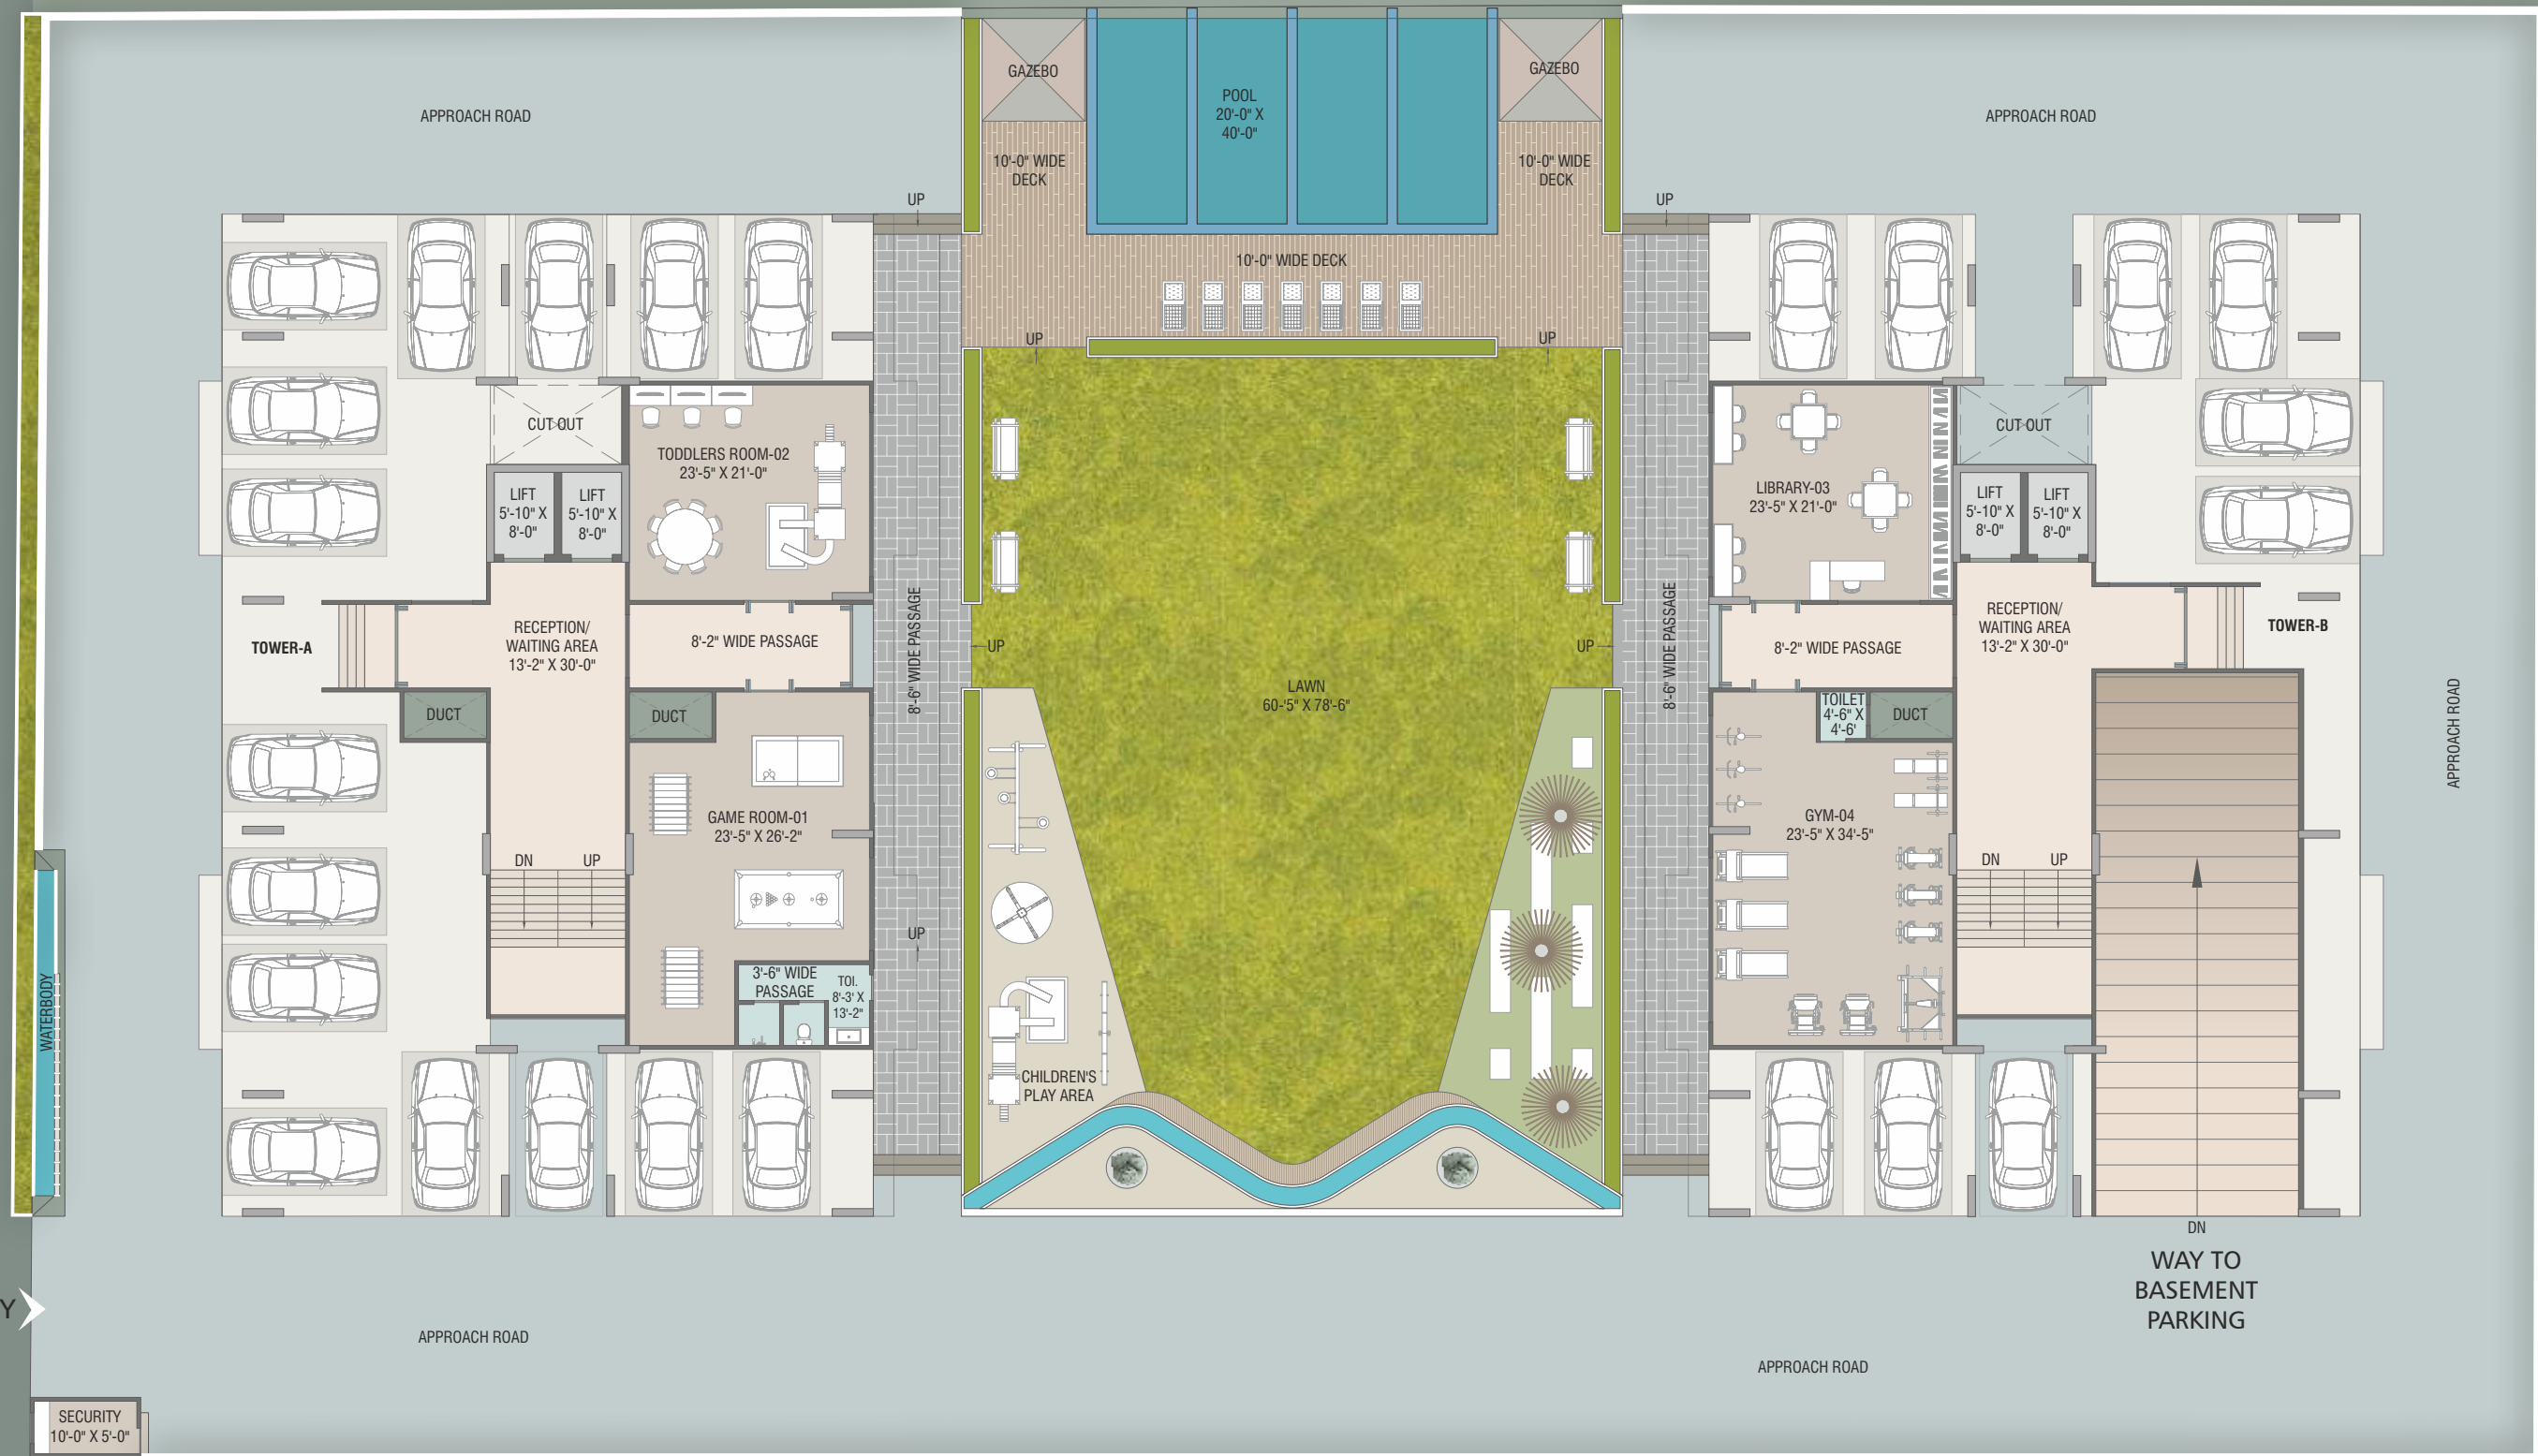 GAZEBO
GAZEBO
POOL
20'-0" X
40'-0"
APPROACH ROAD
APPROACH ROAD
10'-0" WIDE
DECK
10'-0" WIDE
DECK
UP
UP
10'-0" WIDE DECK
UP
UP
CUT OUT
TODDLERS ROOM-02
23'-5" X 21'-0"
LIFT
5'-10" X
8'-0"
LIFT
5'-10" X
8'-0"
CUT OUT
LIBRARY-03
23'-5" X 21'-0"
LIFT
5'-10" X
8'-0"
LIFT
5'-10" X
8'-0"
TOWER-A
RECEPTION/
WAITING AREA
13'-2" X 30'-0"
8'-2" WIDE PASSAGE
8'-6" WIDE PASSAGE
UP
UP
8'-6" WIDE PASSAGE
8'-2" WIDE PASSAGE
RECEPTION/
WAITING AREA
13'-2" X 30'-0"
TOWER-B
LAWN
60-'5" X 78'-6"
DUCT
DUCT
TOILET
4'-6" X
4'-6'
DUCT
APPROACH ROAD
GAME ROOM-01
23'-5" X 26'-2"
GYM-04
23'-5" X 34'-5"
DN
UP
DN
UP
UP
3'-6" WIDE
PASSAGE
TOI.
8'-3' X
13'-2"
WATERBODY
CHILDREN'S
PLAY AREA
DN
WAY TO
BASEMENT
PARKING
Y
APPROACH ROAD
APPROACH ROAD
SECURITY
10'-0" X 5'-0"